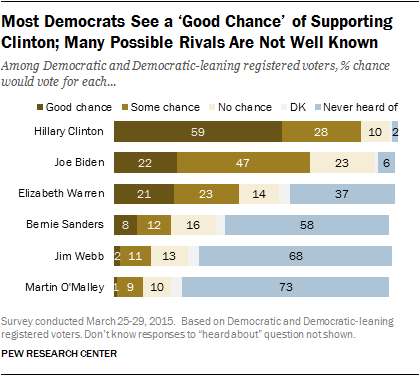 Most Democrats See a ‘Good Chance’ of Supporting
Clinton; Many Possible Rivals Are Not Well Known
Among Democratic and Democratic-leaning registered voters, % chance
would vote for each...
Good chance Some chance No chance DK Never heard of
Hillary Clinton 59 28 10 2
Joe Biden 22 47 23 6
Elizabeth Warren 21 23 14 37
Bernie Sanders 8 12 16 58
Jim Webb 2 11 13 68
Martin O'Malley 1 9 10 73
Survey conducted March 25-29, 2015. Based on Democratic and Democratic-leaning
registered voters. Don't know responses to “heard about” question not shown.
PEW RESEARCH CENTER